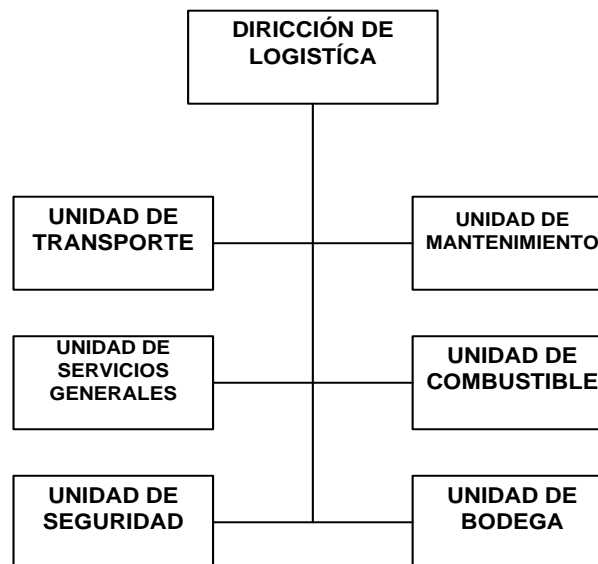 DIRICCIÓN DE
LOGISTÍCA
UNIDAD DE
TRANSPORTE
UNIDAD DE
MANTENIMIENTO
UNIDAD DE
SERVICIOS
GENERALES
UNIDAD DE
COMBUSTIBLE
UNIDAD DE
SEGURIDAD
UNIDAD DE
BODEGA